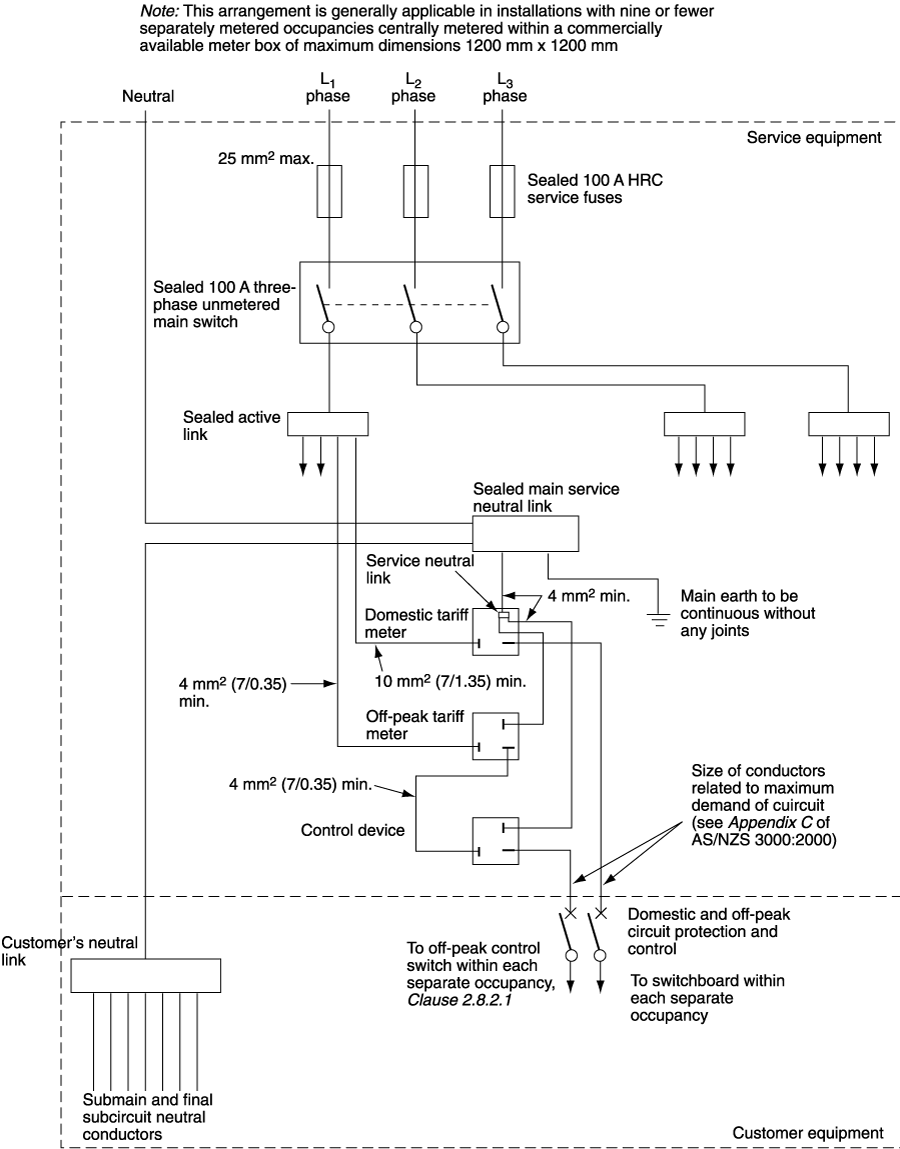 Note: This arrangement is generally applicable in installations with nine or fewer
separately metered occupancies centrally metered within a commercially
available meter box of maximum dimensions 1200 mm x 1200 mm
Neutral
L1
phase
L2
phase
L3
phase
Service equipment
25 mm² max.
Sealed 100 A HRC
service fuses
Sealed 100 A three-
phase unmetered
main switch
Sealed active
link
Sealed main service
neutral link
Service neutral
link
4 mm² min.
Main earth to be
continuous without
any joints
Domestic tariff
meter
10 mm² (7/1.35) min.
4 mm² (7/0.35)
min.
Off-peak tariff
meter
4 mm² (7/0.35) min.
Control device
Size of conductors
related to maximum
demand of cuircuit
(see Appendix C of
AS/NZS 3000:2000)
Customer's neutral
link
To off-peak control
switch within each
separate occupancy,
Clause 2.8.2.1
Domestic and off-peak
circuit protection and
control
To switchboard within
each separate
occupancy
Submain and final
subcircuit neutral
conductors
Customer equipment